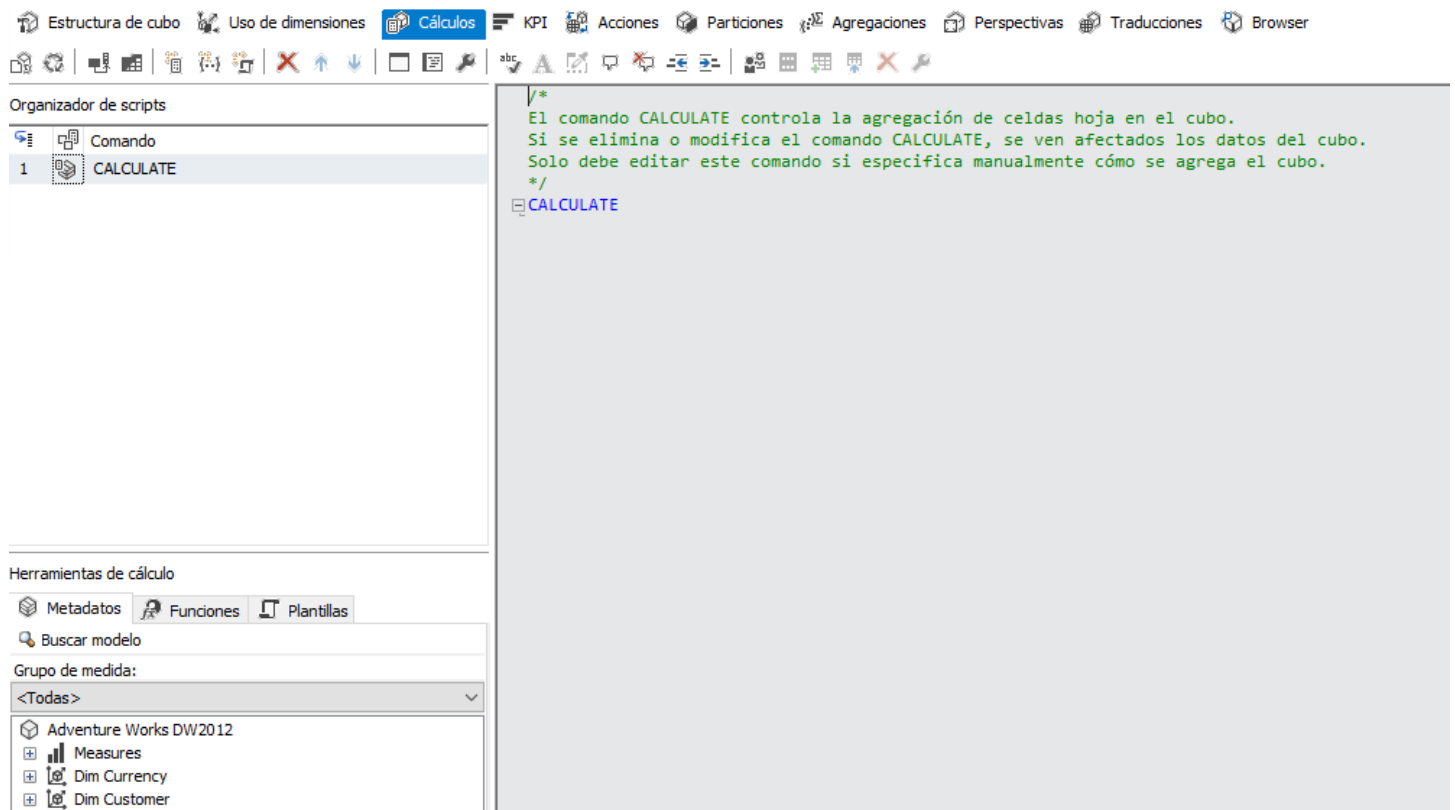 Estructura de cubo Uso de dimensiones Cálculos KPI Acciones Particiones Agregaciones Perspectivas Traducciones Browser
Organizador de scripts
Comando
1 CALCULATE
/*
El comando CALCULATE controla la agregación de celdas hoja en el cubo.
Si se elimina o modifica el comando CALCULATE, se ven afectados los datos del cubo.
Solo debe editar este comando si especifica manualmente cómo se agrega el cubo.
*/
CALCULATE
Herramientas de cálculo
Metadatos Funciones Plantillas
Buscar modelo
Grupo de medida:
<Todas>
Adventure Works DW2012
Measures
Dim Currency
Dim Customer